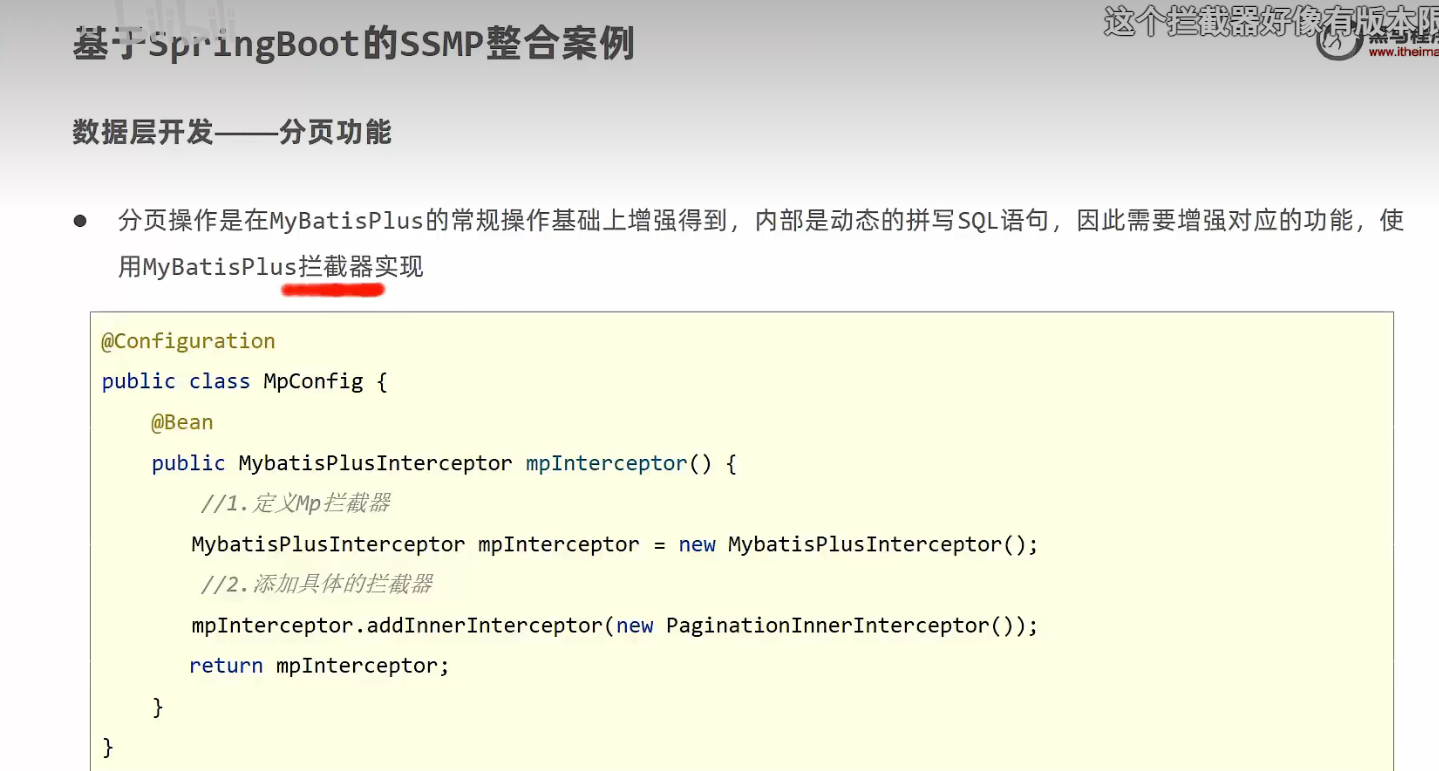 这个拦截器好像有版本限
bilibili
基于SpringBoot的SSMP整合案例
黑马程序
www.itheima
数据层开发——分页功能
● 分页操作是在MyBatisPlus的常规操作基础上增强得到，内部是动态的拼写SQL语句，因此需要增强对应的功能，使
用MyBatisPlus拦截器实现
@Configuration
public class MpConfig {
@Bean
public MybatisPlusInterceptor mpInterceptor() {
//1.定义Mp拦截器
MybatisPlusInterceptor mpInterceptor = new MybatisPlusInterceptor();
//2.添加具体的拦截器
mpInterceptor.addInnerInterceptor(new PaginationInnerInterceptor());
return mpInterceptor;
}
}